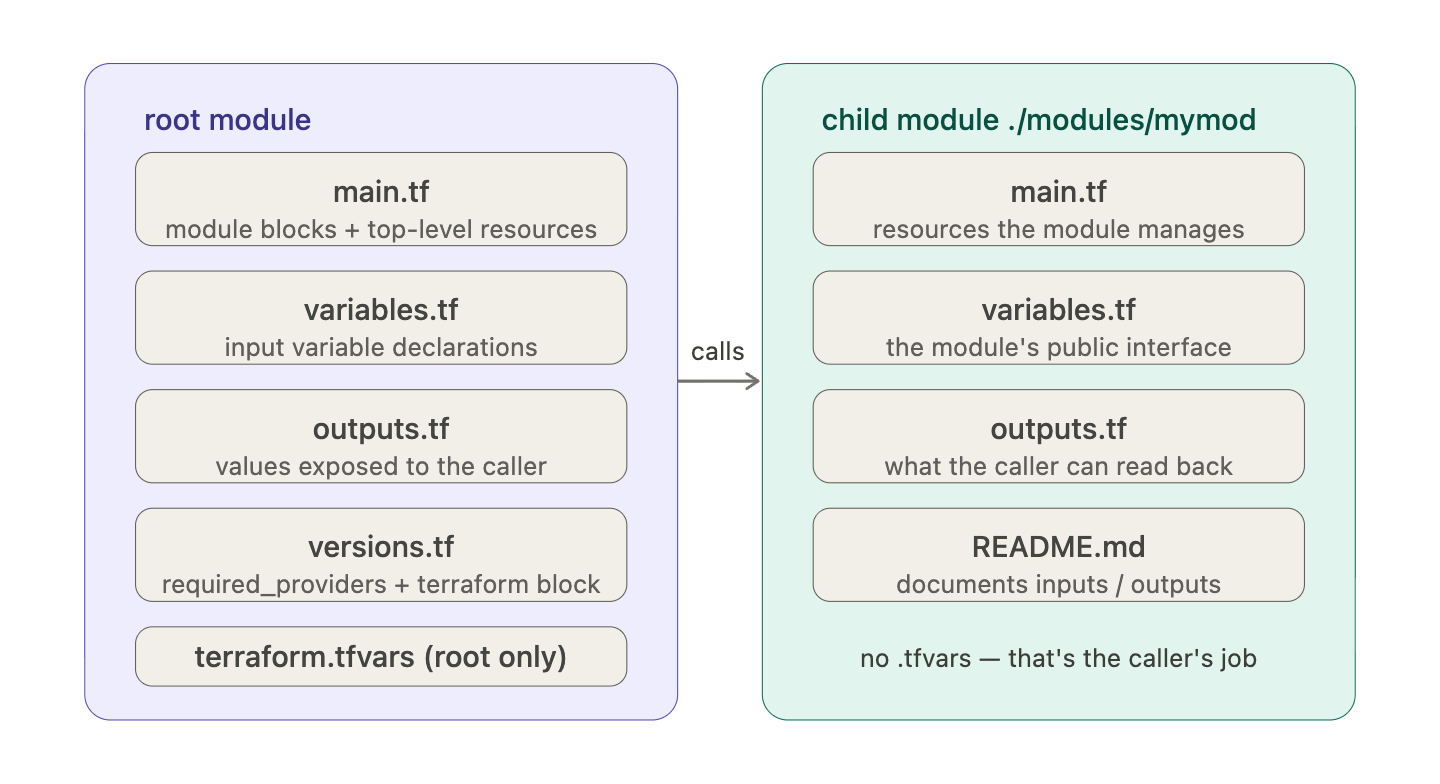 root module
main.tf
module blocks + top-level resources
variables.tf
input variable declarations
outputs.tf
values exposed to the caller
versions.tf
required_providers + terraform block
terraform.tfvars (root only)
calls
child module ./modules/mymod
main.tf
resources the module manages
variables.tf
the module's public interface
outputs.tf
what the caller can read back
README.md
documents inputs / outputs
no .tfvars — that's the caller's job